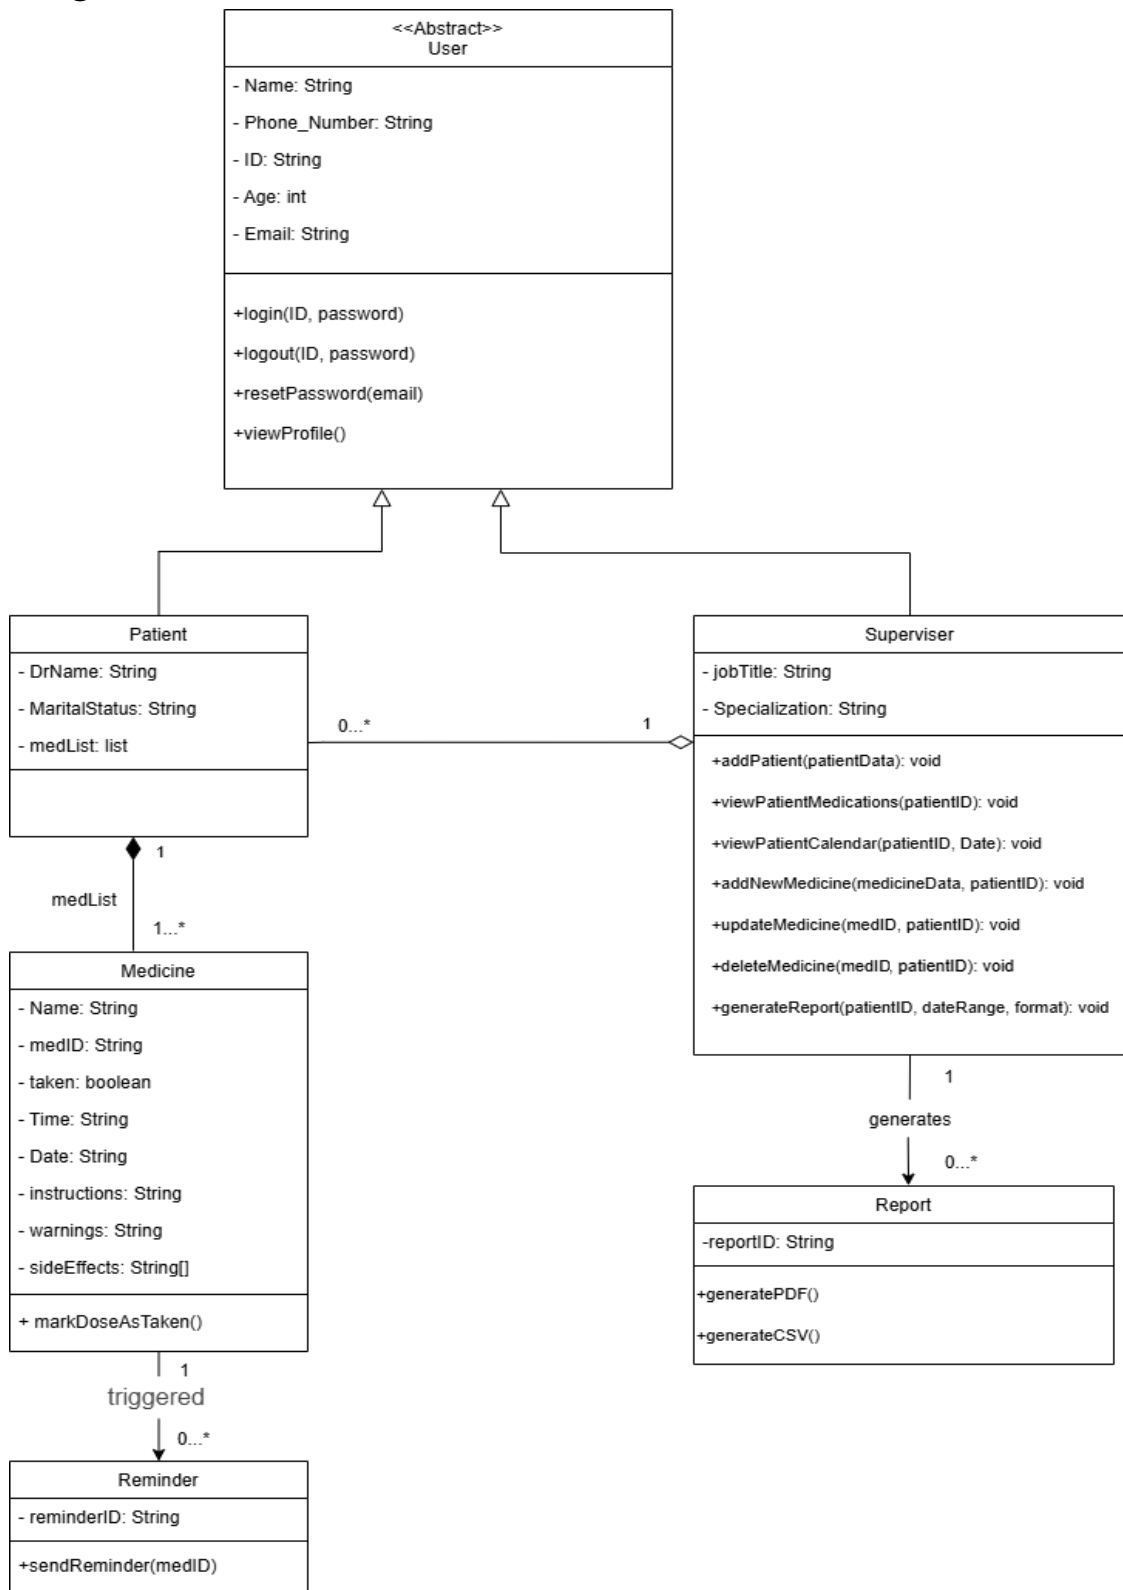 <<Abstract>>
User
- Name: String
- Phone_Number: String
- ID: String
- Age: int
- Email: String
+login(ID, password)
+logout(ID, password)
+resetPassword(email)
+viewProfile()
Patient
- DrName: String
- MaritalStatus: String
- medList: list
0...*
1
Superviser
- jobTitle: String
- Specialization: String
+addPatient(patientData): void
+viewPatientMedications(patientID): void
+viewPatientCalendar(patientID, Date): void
+addNewMedicine(medicineData, patientID): void
+updateMedicine(medID, patientID): void
+deleteMedicine(medID, patientID): void
+generateReport(patientID, dateRange, format): void
1
medList
1...*
Medicine
- Name: String
- medID: String
- taken: boolean
- Time: String
- Date: String
- instructions: String
- warnings: String
- sideEffects: String[]
+ markDoseAsTaken()
1
generates
0...*
Report
-reportID: String
+generatePDF()
+generateCSV()
1
triggered
0...*
Reminder
- reminderID: String
+sendReminder(medID)